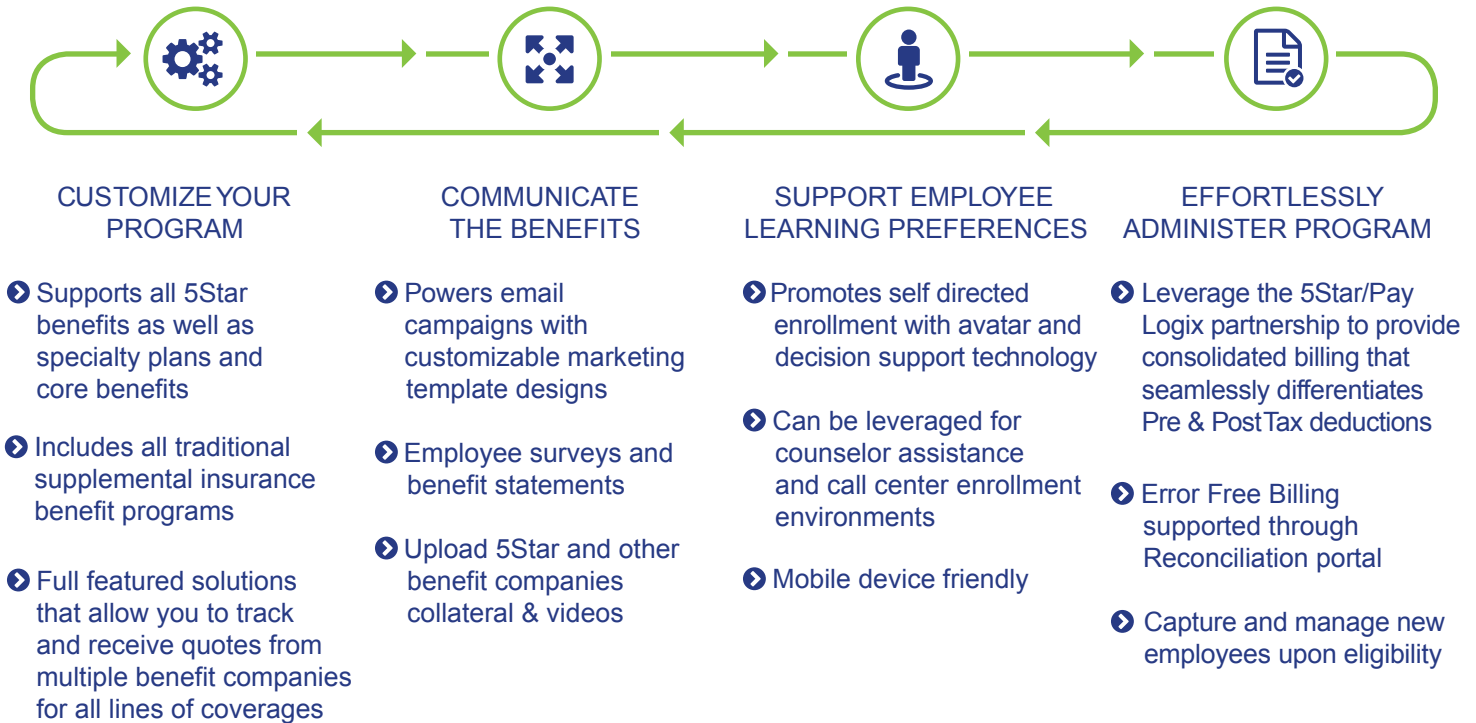 CUSTOMIZE YOUR
PROGRAM
Supports all 5Star
benefits as well as
specialty plans and
core benefits
Includes all traditional
supplemental insurance
benefit programs
Full featured solutions
that allow you to track
and receive quotes from
multiple benefit companies
for all lines of coverages
COMMUNICATE
THE BENEFITS
Powers email
campaigns with
customizable marketing
template designs
Employee surveys and
benefit statements
Upload 5Star and other
benefit companies
collateral & videos
SUPPORT EMPLOYEE
LEARNING PREFERENCES
Promotes self directed
enrollment with avatar and
decision support technology
Can be leveraged for
counselor assistance
and call center enrollment
environments
Mobile device friendly
EFFORTLESSLY
ADMINISTER PROGRAM
Leverage the 5Star/Pay
Logix partnership to provide
consolidated billing that
seamlessly differentiates
Pre & Post Tax deductions
Error Free Billing
supported through
Reconciliation portal
Capture and manage new
employees upon eligibility